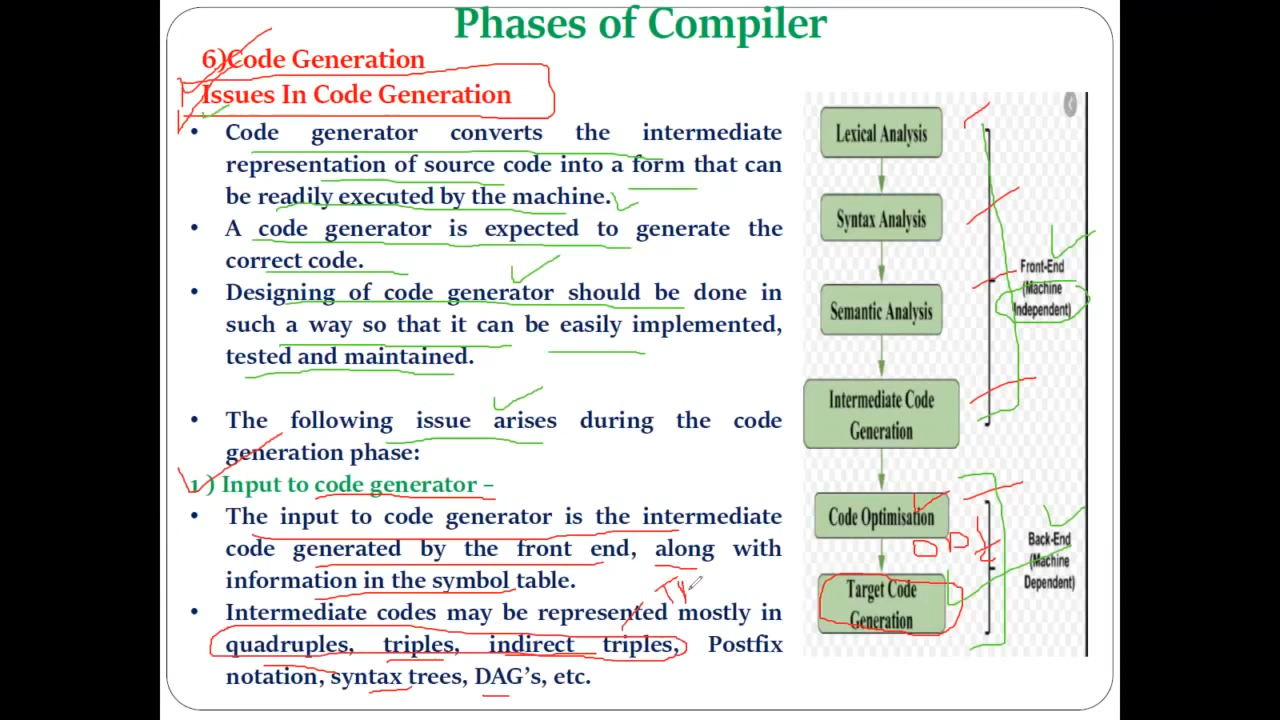 Phases of Compiler
6)Code Generation
Issues In Code Generation
• Code generator converts the intermediate
representation of source code into a form that can
be readily executed by the machine.
• A code generator is expected to generate the
correct code.
• Designing of code generator should be done in
such a way so that it can be easily implemented,
tested and maintained.
• The following issue arises during the code
generation phase:
1 ) Input to code generator –
• The input to code generator is the intermediate
code generated by the front end, along with
information in the symbol table.
• Intermediate codes may be represented mostly in
quadruples, triples, indirect triples, Postfix
notation, syntax trees, DAG's, etc.
Lexical Analysis
Syntax Analysis
Semantic Analysis
Intermediate Code
Generation
Code Optimisation
Target Code
Generation
Front-End
(Machine
Independent)
Back-End
(Machine
Dependent)